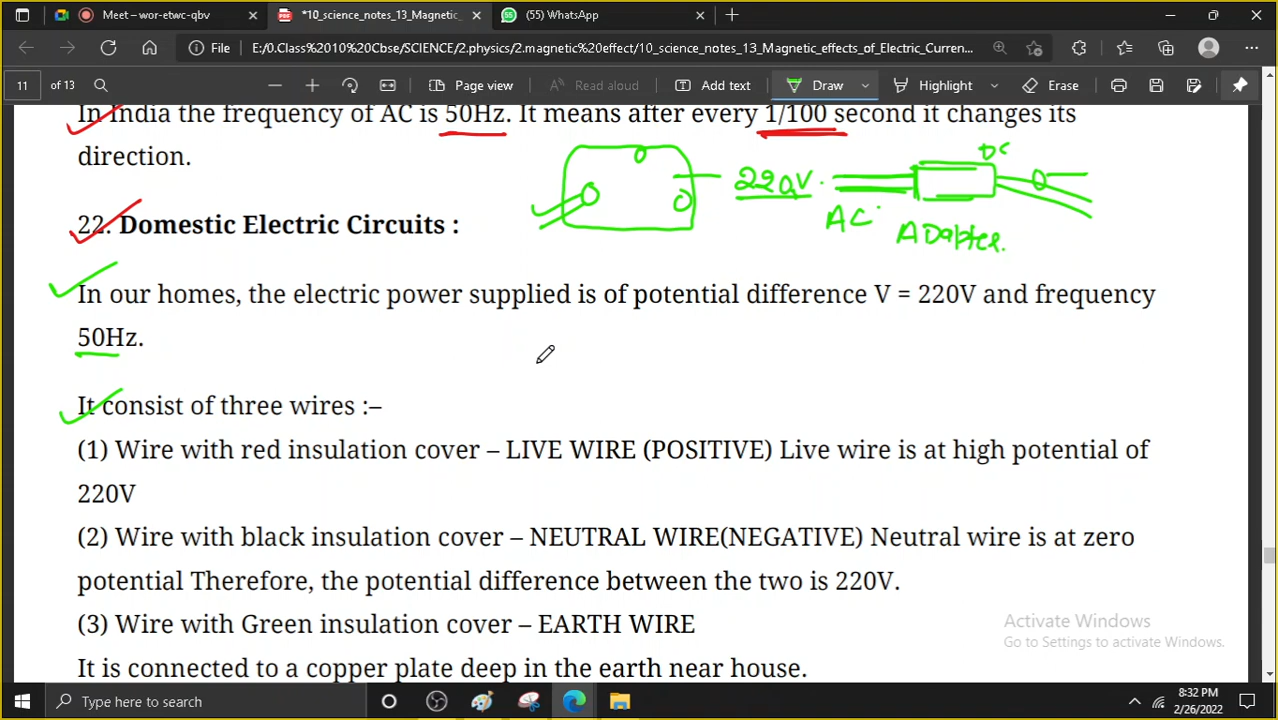 Meet – wor-etwc-qbv
*10_science_notes_13_Magnetic_
(55) WhatsApp
File
E:/0.Class%2010%20Cbse/SCIENCE/2.physics/2.magnetic%20effect/10_science_notes_13_Magnetic_effects_of_Electric_Curren...
11 of 13
Page view
Read aloud
Add text
Draw
Highlight
Erase
In India the frequency of AC is 50Hz. It means after every 1/100 second it changes its
direction.
220V
DC
AC
ADapter
22. Domestic Electric Circuits :
In our homes, the electric power supplied is of potential difference V = 220V and frequency
50Hz.
It consist of three wires :–
(1) Wire with red insulation cover – LIVE WIRE (POSITIVE) Live wire is at high potential of
220V
(2) Wire with black insulation cover – NEUTRAL WIRE(NEGATIVE) Neutral wire is at zero
potential Therefore, the potential difference between the two is 220V.
(3) Wire with Green insulation cover – EARTH WIRE
It is connected to a copper plate deep in the earth near house.
Activate Windows
Go to Settings to activate Windows.
Type here to search
8:32 PM
2/26/2022